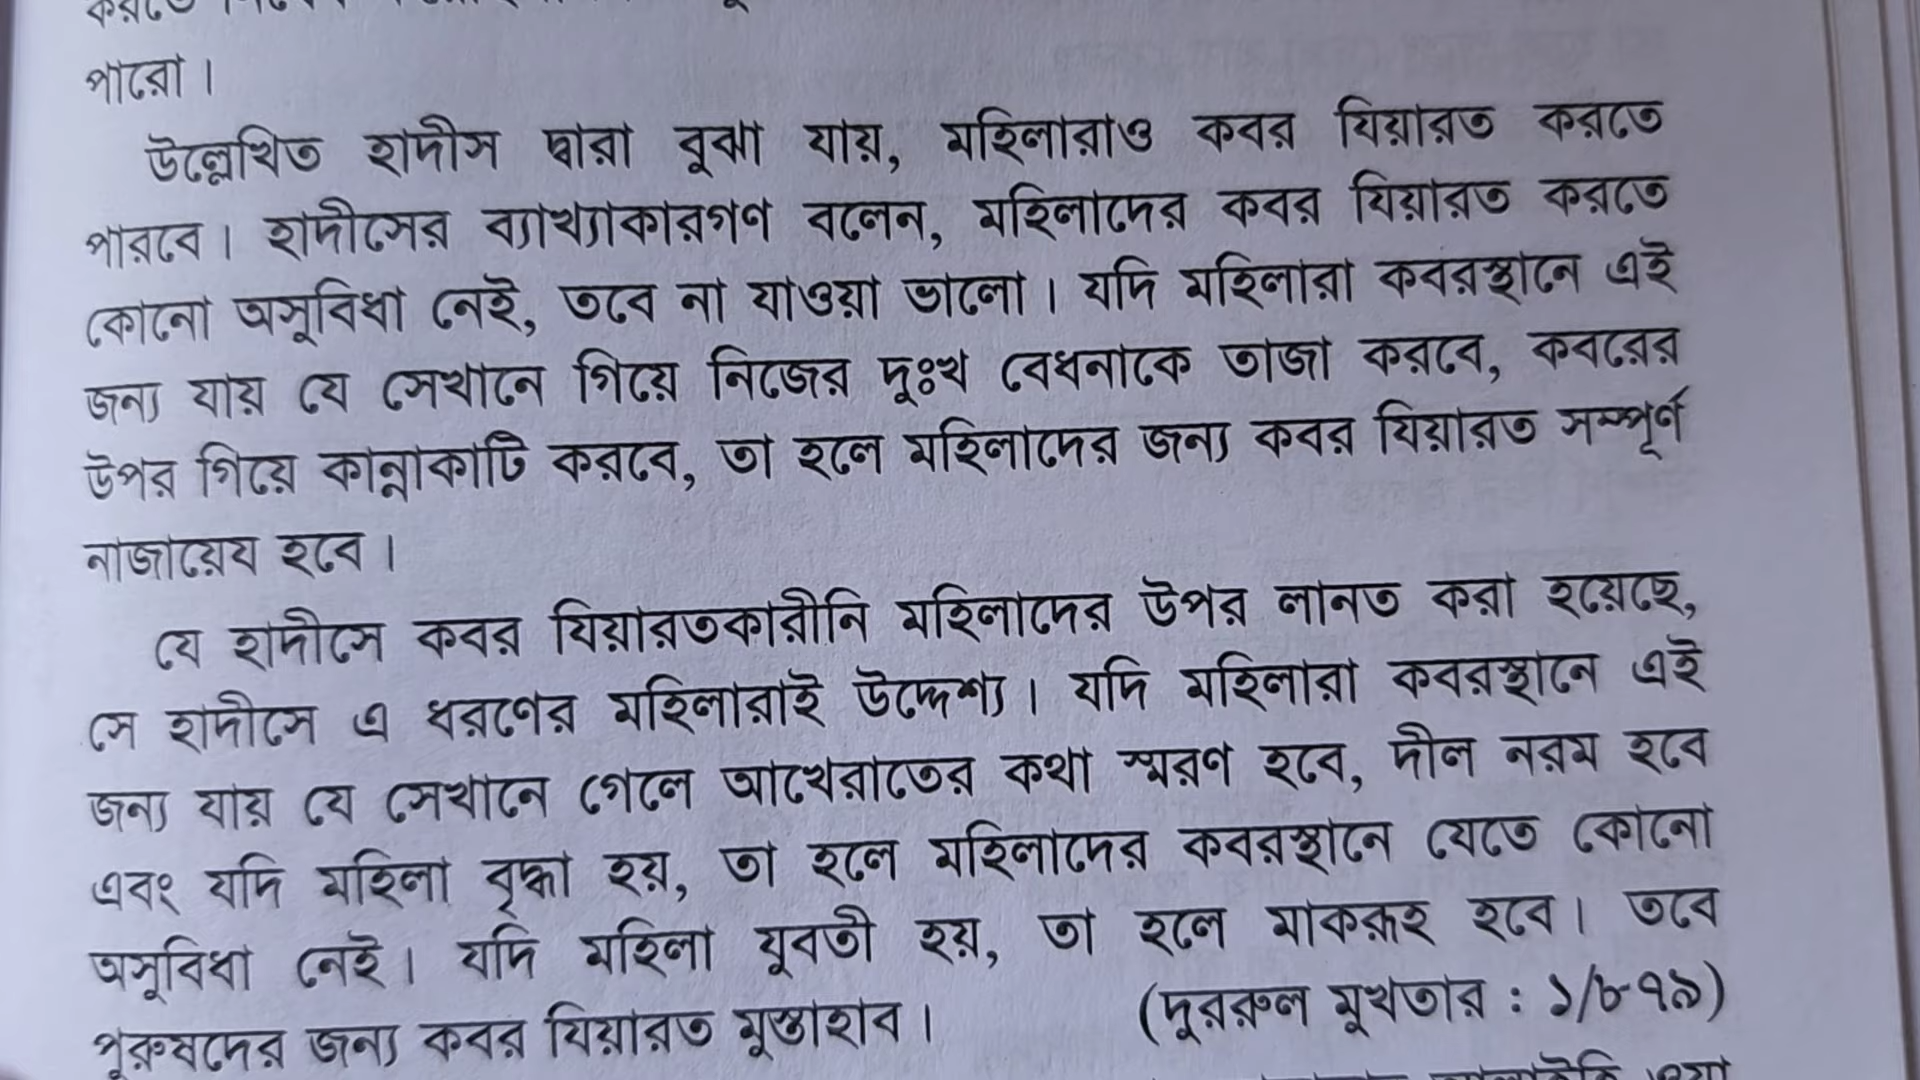 পারো।
উল্লেখিত হাদীস দ্বারা বুঝা যায়, মহিলারাও কবর যিয়ারত করতে
পারবে। হাদীসের ব্যাখ্যাকারগণ বলেন, মহিলাদের কবর যিয়ারত করতে
কোনো অসুবিধা নেই, তবে না যাওয়া ভালো। যদি মহিলারা কবরস্থানে এই
জন্য যায় যে সেখানে গিয়ে নিজের দুঃখ বেধনাকে তাজা করবে, কবরের
উপর গিয়ে কান্নাকাটি করবে, তা হলে মহিলাদের জন্য কবর যিয়ারত সম্পূর্ণ
নাজায়েয হবে।
যে হাদীসে কবর যিয়ারতকারীনি মহিলাদের উপর লানত করা হয়েছে,
সে হাদীসে এ ধরণের মহিলারাই উদ্দেশ্য। যদি মহিলারা কবরস্থানে এই
জন্য যায় যে সেখানে গেলে আখেরাতের কথা স্মরণ হবে, দীল নরম হবে
এবং যদি মহিলা বৃদ্ধা হয়, তা হলে মহিলাদের কবরস্থানে যেতে কোনো
অসুবিধা নেই। যদি মহিলা যুবতী হয়, তা হলে মাকরূহ হবে। তবে
পুরুষদের জন্য কবর যিয়ারত মুস্তাহাব। (দুররুল মুখতার : ১/৮৭৯)